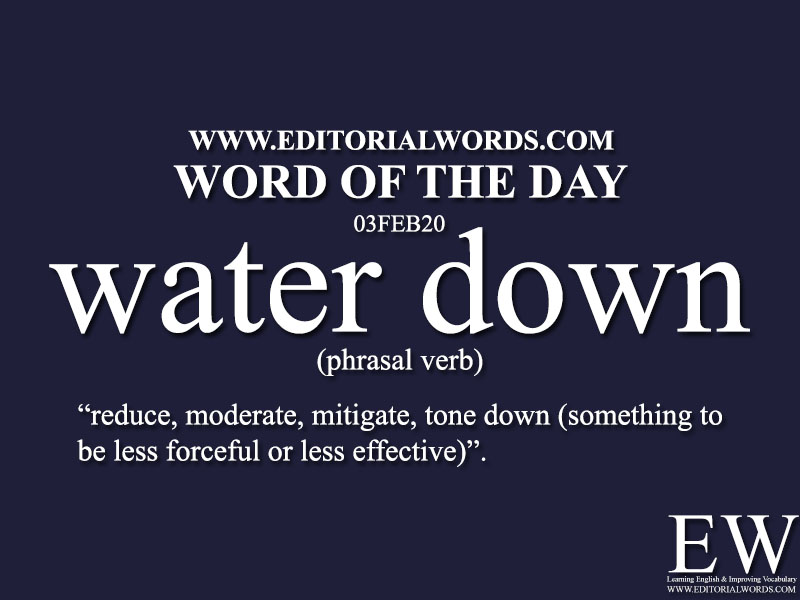 WWW.EDITORIALWORDS.COM
WORD OF THE DAY
03FEB20
water down
(phrasal verb)
“reduce, moderate, mitigate, tone down (something to
be less forceful or less effective)”.
EW
Learning English & Improving Vocabulary
WWW.EDITORIALWORDS.COM